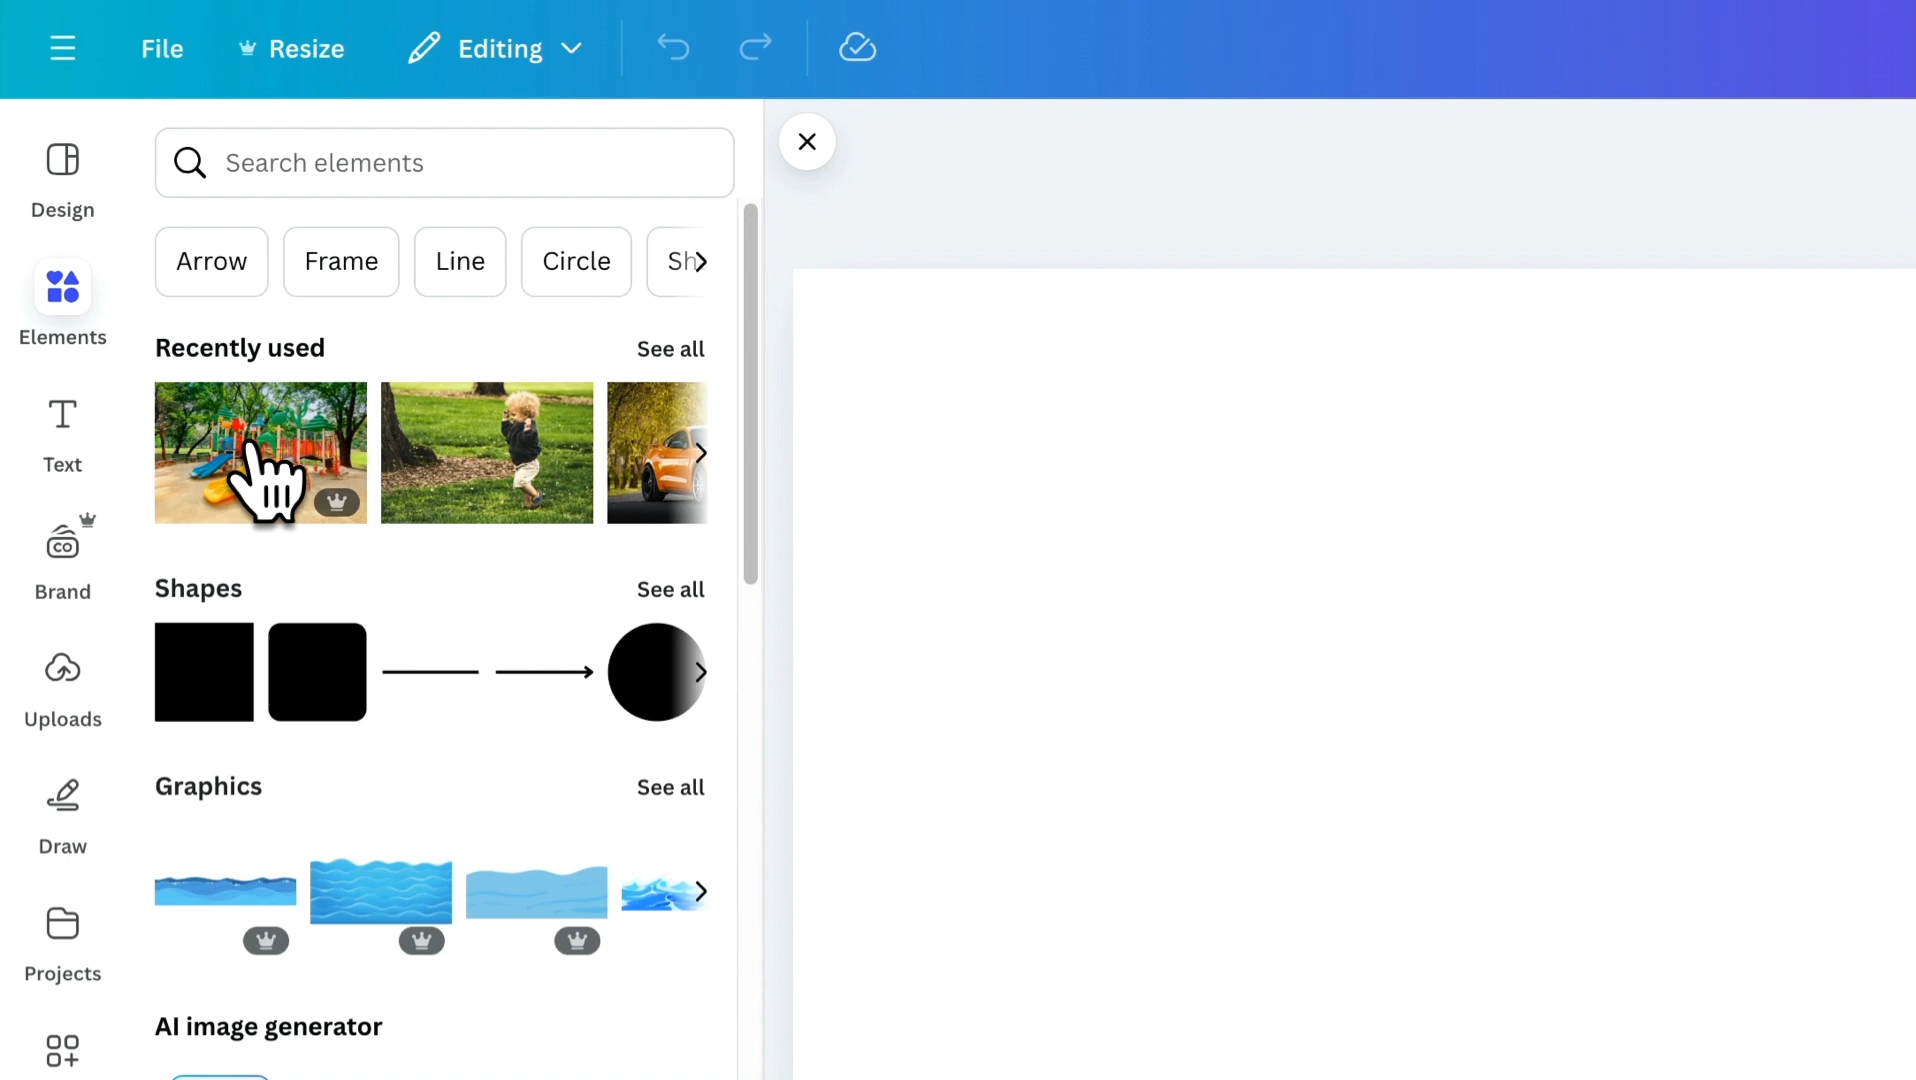 File
Resize
Editing
Design
Elements
Text
CO
Brand
Uploads
Draw
Projects
Search elements
Arrow
Frame
Line
Circle
Recently used
See all
Shapes
See all
Graphics
See all
AI image generator